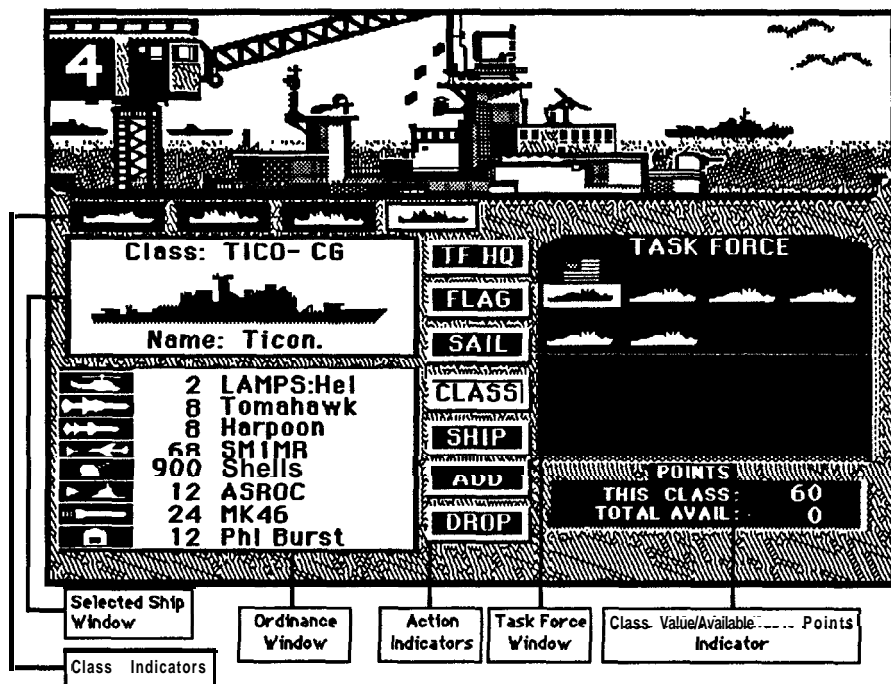 4
Class: TICO- CG
Name: Ticon.
2 LAMPS:Hel
8 Tomahawk
8 Harpoon
68 SM1MR
900 Shells
12 ASROC
24 MK46
12 Phl Burst
TF HQ
FLAG
SAIL
CLASS
SHIP
ADD
DROP
TASK FORCE
POINTS
THIS CLASS: 60
TOTAL AVAIL: 0
Selected Ship
Window
Ordinance
Window
Action
Indicators
Task Force
Window
Class Value/Available Points
Indicator
Class Indicators